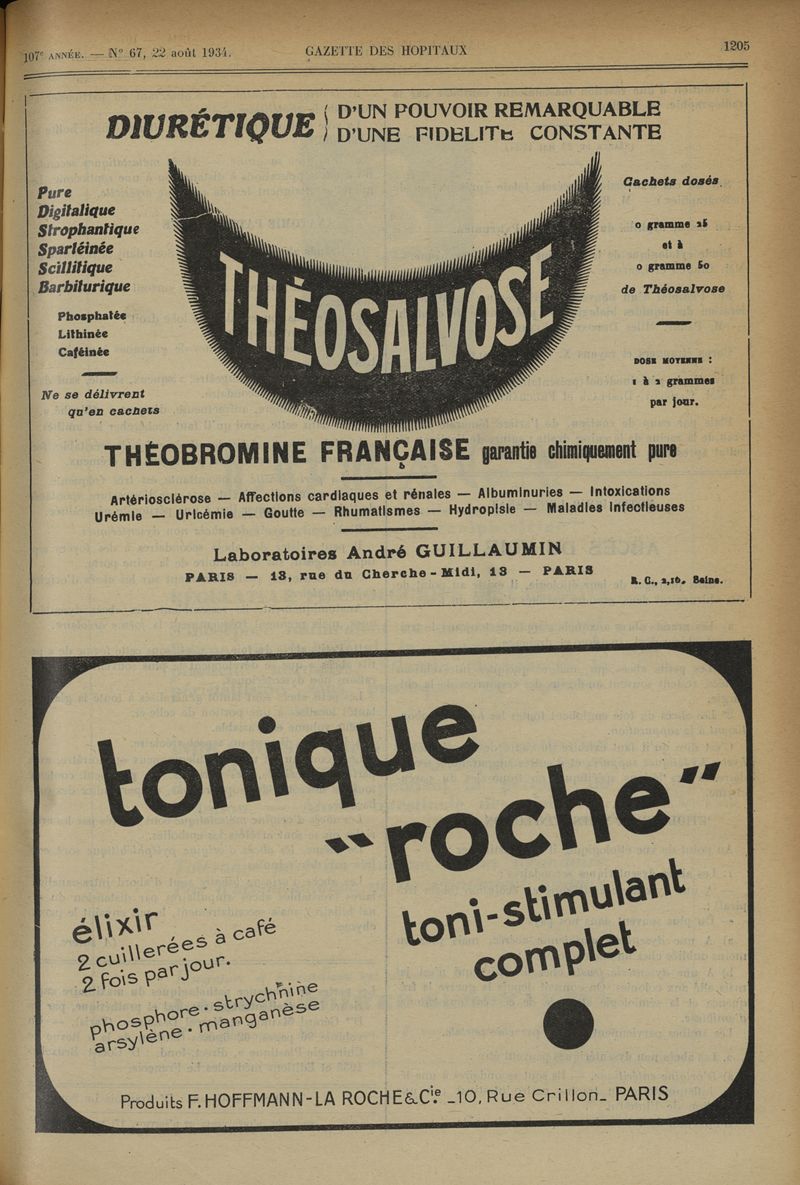 107e ANNÉE. — N° 67, 22 août 1934.
GAZETTE DES HOPITAUX
1205
DIURÉTIQUE
D'UN POUVOIR REMARQUABLE
D'UNE FIDELITE CONSTANTE
Pure
Digitalique
Strophantique
Spartéinée
Scillitique
Barbiturique
Phosphatée
Lithinée
Caféinée
Ne se délivrent
qu'en cachets
THÉOSALVOSE
Cachets dosés
0 gramme 25
et à
0 gramme 50
de Théosalvose
DOSE MOYENNE :
1 à 2 grammes
par jour.
THÉOBROMINE FRANÇAISE garantie chimiquement pure
Artériosclérose — Affections cardiaques et rénales — Albuminuries — Intoxications
Urémie — Uricémie — Goutte — Rhumatismes — Hydropisie — Maladies infectieuses
Laboratoires André GUILLAUMIN
PARIS — 13, rue du Cherche-Midi, 13 — PARIS
R. C., Seine.
tonique
"roche"
toni-stimulant
complet
élixir
2 cuillerées à café
2 fois par jour.
phosphore · strychnine
arsylène · manganèse
Produits F. HOFFMANN-LA ROCHE & Cie _10, Rue Crillon_ PARIS